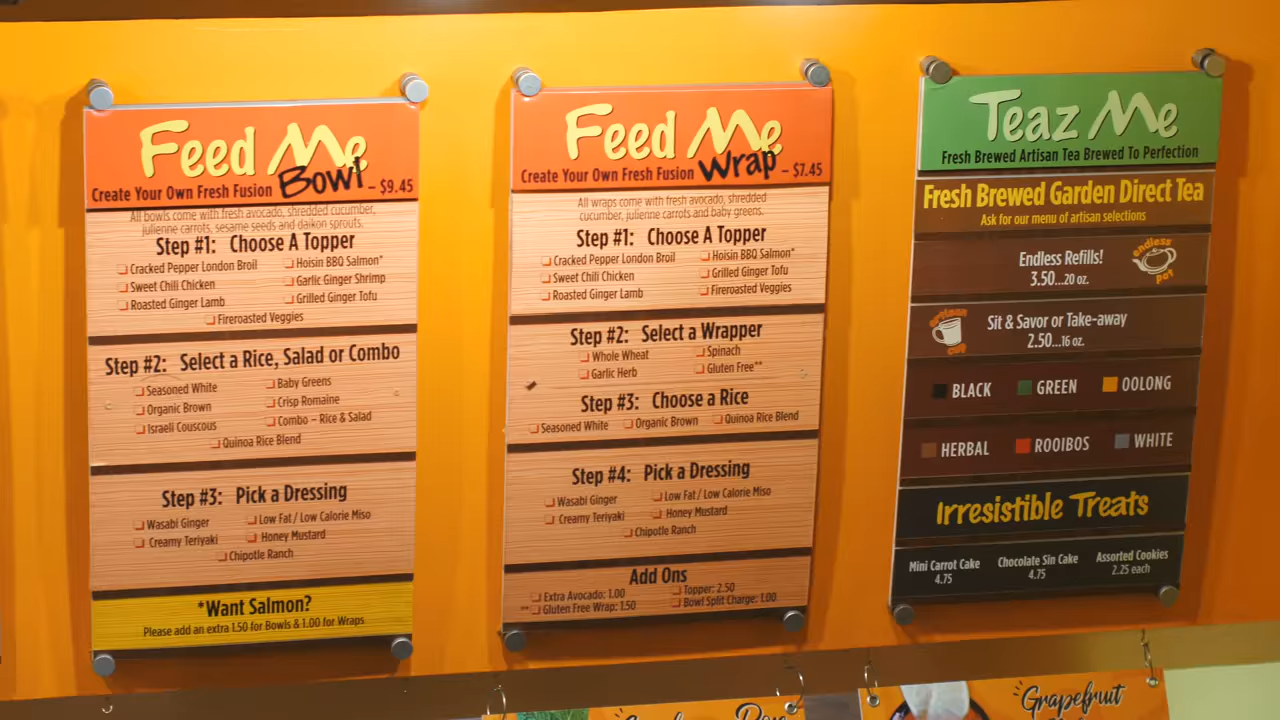 Feed Me
Create Your Own Fresh Fusion Bowl – $9.45
All bowls come with fresh avocado, shredded cucumber,
julienne carrots, sesame seeds and daikon sprouts.
Step #1: Choose A Topper
Cracked Pepper London Broil
Hoisin BBQ Salmon*
Sweet Chili Chicken
Garlic Ginger Shrimp
Roasted Ginger Lamb
Grilled Ginger Tofu
Fireroasted Veggies
Step #2: Select a Rice, Salad or Combo
Seasoned White
Baby Greens
Organic Brown
Crisp Romaine
Israeli Couscous
Combo – Rice & Salad
Quinoa Rice Blend
Step #3: Pick a Dressing
Wasabi Ginger
Low Fat / Low Calorie Miso
Creamy Teriyaki
Honey Mustard
Chipotle Ranch
*Want Salmon?
Please add an extra 1.50 for Bowls & 1.00 for Wraps
Feed Me
Create Your Own Fresh Fusion Wrap – $7.45
All wraps come with fresh avocado, shredded
cucumber, julienne carrots and baby greens.
Step #1: Choose A Topper
Cracked Pepper London Broil
Hoisin BBQ Salmon*
Sweet Chili Chicken
Grilled Ginger Tofu
Roasted Ginger Lamb
Fireroasted Veggies
Step #2: Select a Wrapper
Whole Wheat
Spinach
Garlic Herb
Gluten Free**
Step #3: Choose a Rice
Seasoned White
Organic Brown
Quinoa Rice Blend
Step #4: Pick a Dressing
Wasabi Ginger
Low Fat / Low Calorie Miso
Creamy Teriyaki
Honey Mustard
Chipotle Ranch
Add Ons
Extra Avocado: 1.00
Topper: 2.50
** Gluten Free Wrap: 1.50
Bowl Split Charge: 1.00
Teaz Me
Fresh Brewed Artisan Tea Brewed To Perfection
Fresh Brewed Garden Direct Tea
Ask for our menu of artisan selections
Endless Refills!
3.50...20 oz.
endless
pot
artisan
cup
Sit & Savor or Take-away
2.50...16 oz.
BLACK
GREEN
OOLONG
HERBAL
ROOIBOS
WHITE
Irresistible Treats
Mini Carrot Cake
4.75
Chocolate Sin Cake
4.75
Assorted Cookies
2.25 each
Grapefruit